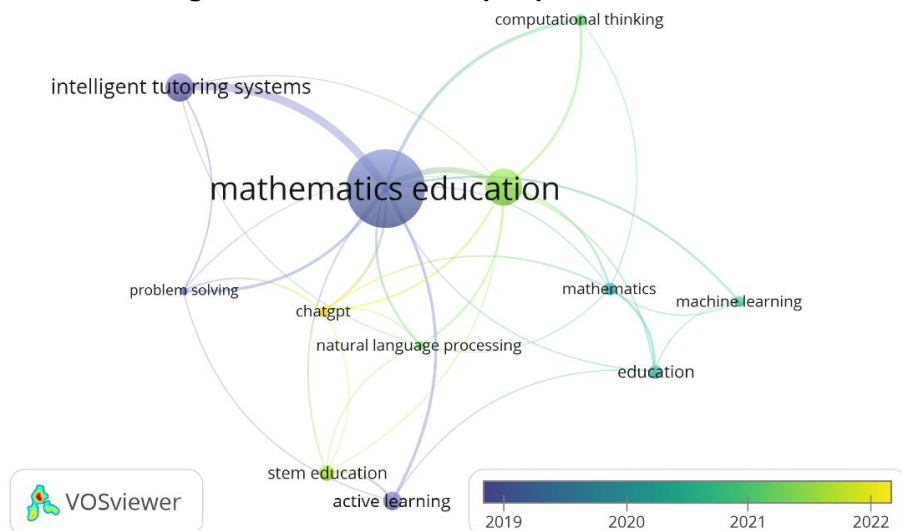 computational thinking
intelligent tutoring systems
mathematics education
problem solving
mathematics
machine learning
chatgpt
natural language processing
education
stem education
active learning
VOSviewer
2019 2020 2021 2022